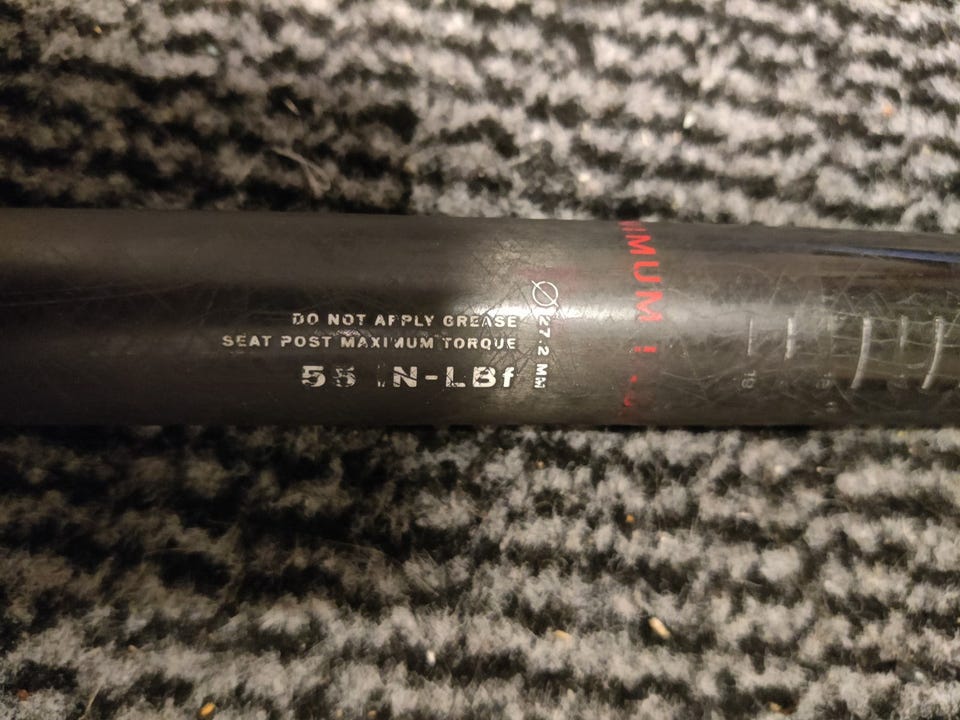 DO NOT APPLY GREASE
SEAT POST MAXIMUM TORQUE
IN-LBf
Ø27.2 MM